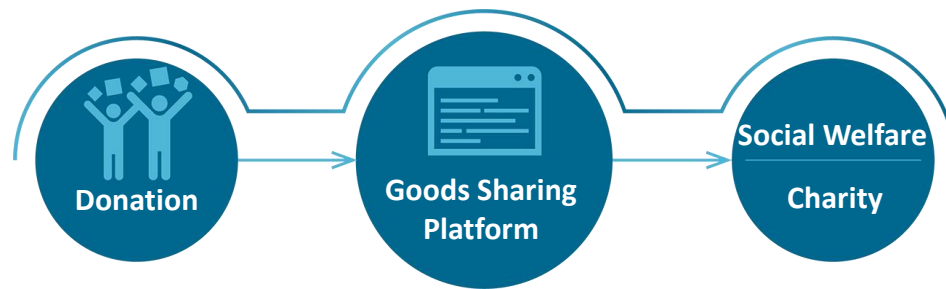 Donation
Goods Sharing
Platform
Social Welfare
Charity